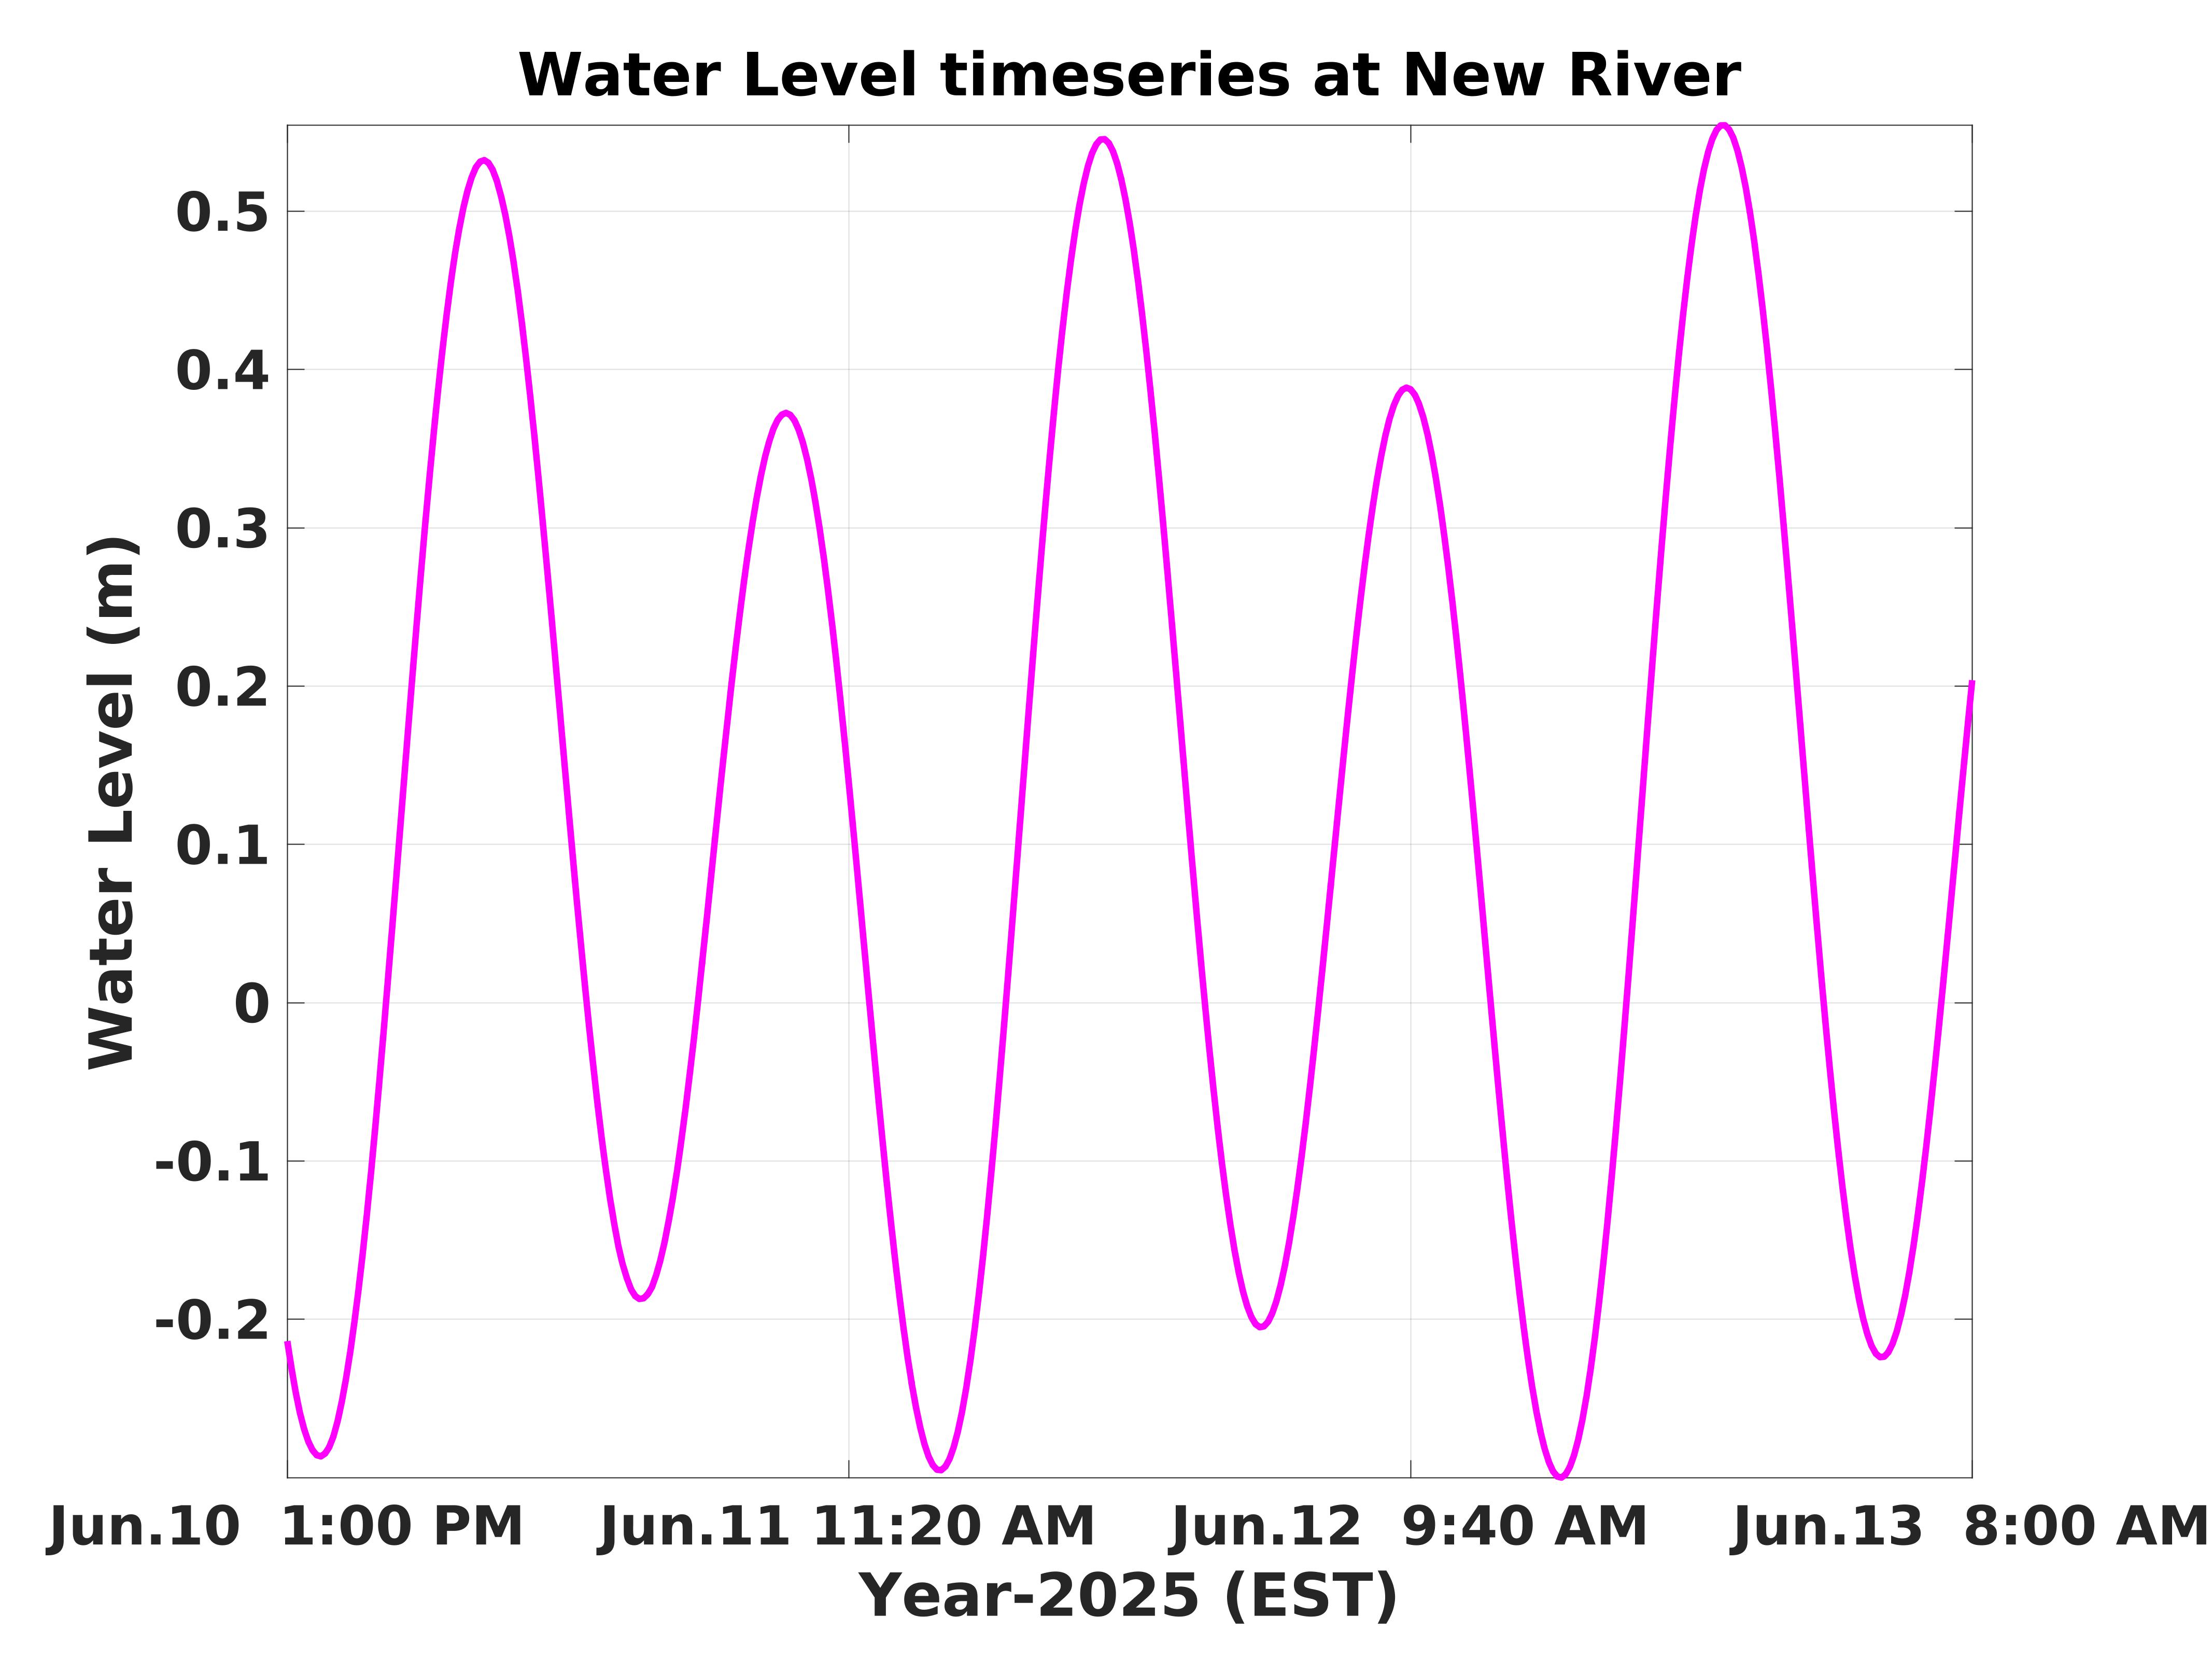 Water Level timeseries at New River
Water Level (m)
0.5
0.4
0.3
0.2
0.1
0
-0.1
-0.2
Jun.10 1:00 PM Jun.11 11:20 AM Jun.12 9:40 AM Jun.13 8:00 AM
Year-2025 (EST)